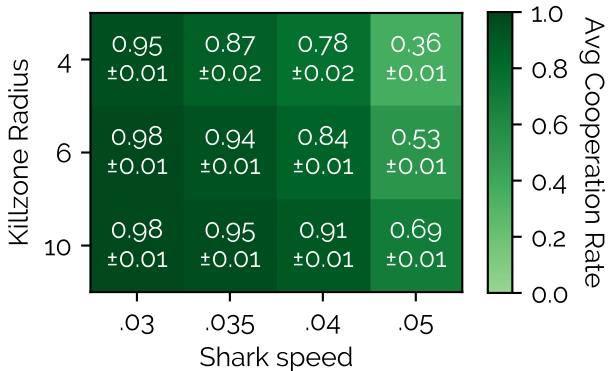 Killzone Radius
4
6
10
0.95 0.87 0.78 0.36
±0.01 ±0.02 ±0.02 ±0.01
0.98 0.94 0.84 0.53
±0.01 ±0.01 ±0.01 ±0.01
0.98 0.95 0.91 0.69
±0.01 ±0.01 ±0.01 ±0.01
.03 .035 .04 .05
Shark speed
1.0
0.8
0.6
0.4
0.2
0.0
Avg Cooperation Rate